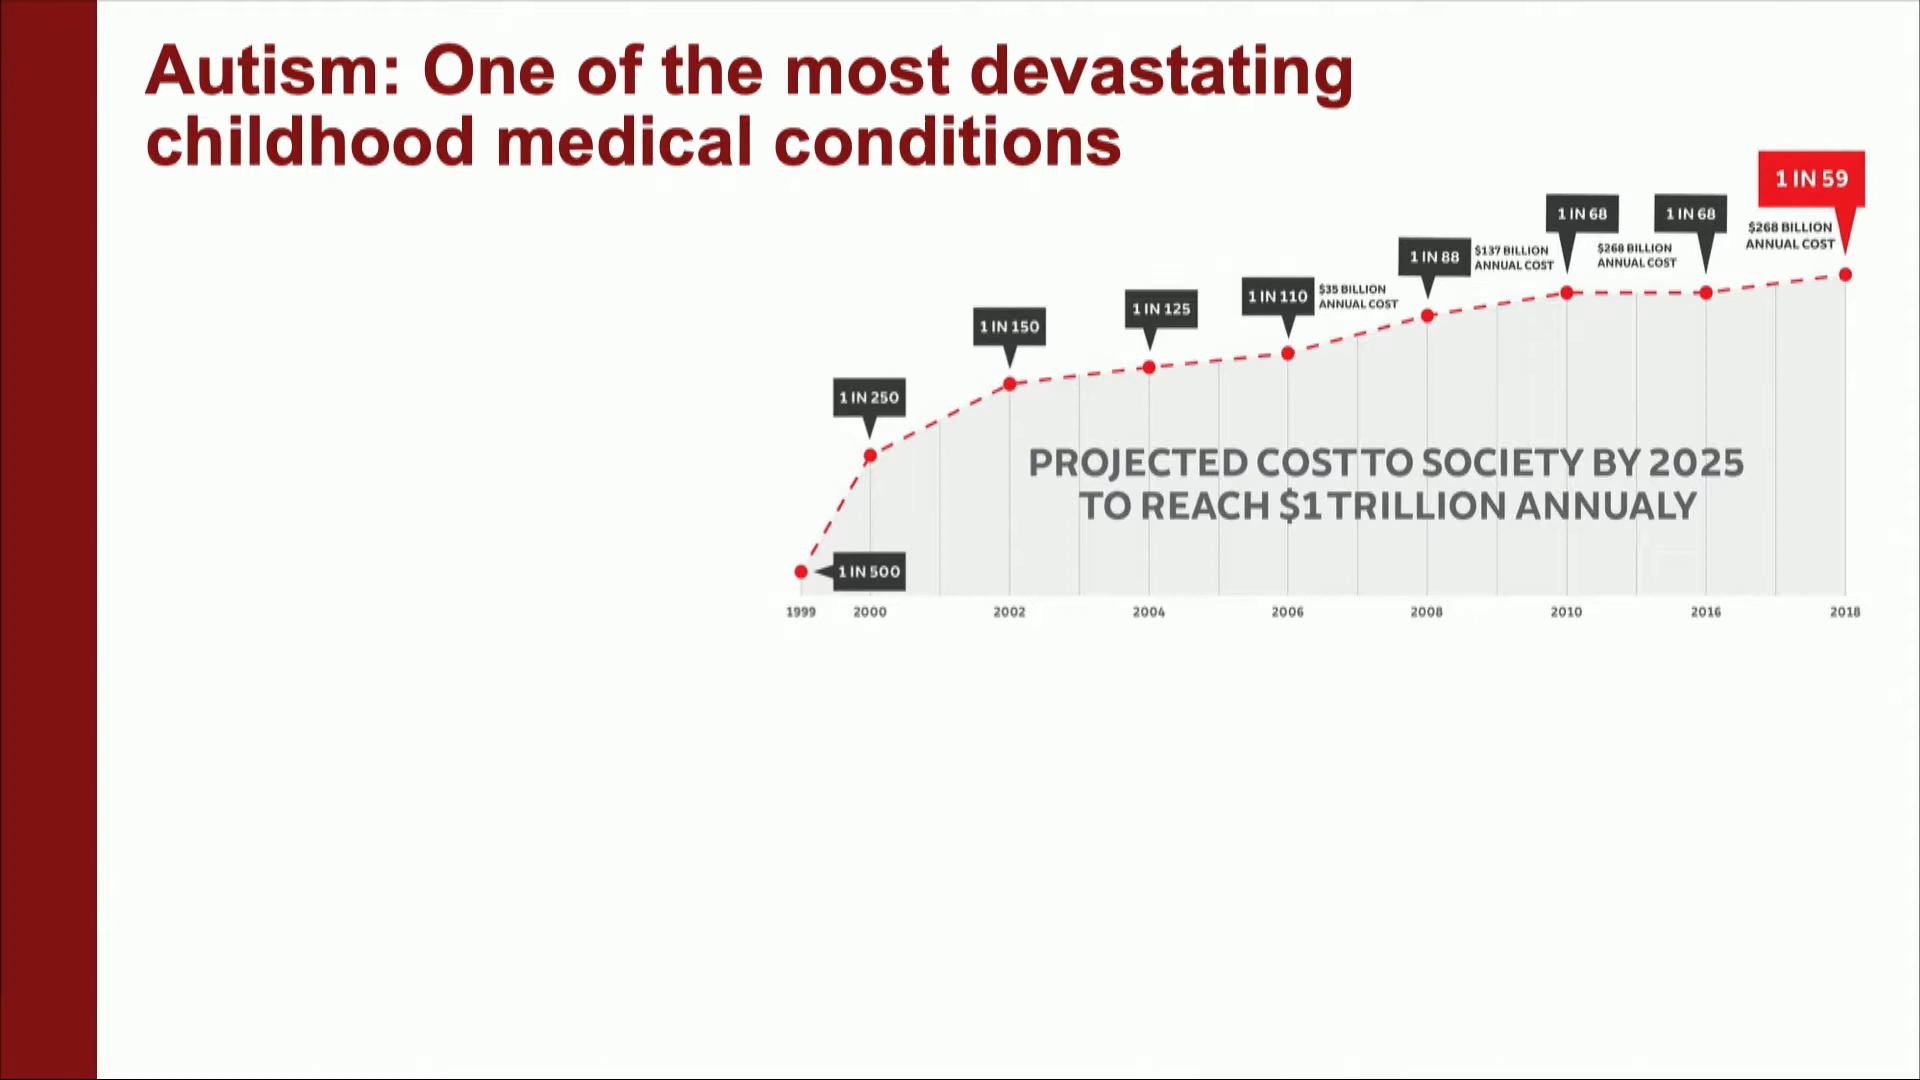 Autism: One of the most devastating
childhood medical conditions
1 IN 59
1 IN 68
1 IN 68
$268 BILLION
ANNUAL COST
1 IN 88
$137 BILLION
ANNUAL COST
$268 BILLION
ANNUAL COST
1 IN 110
$35 BILLION
ANNUAL COST
1 IN 125
1 IN 150
1 IN 250
PROJECTED COST TO SOCIETY BY 2025
TO REACH $1 TRILLION ANNUALY
1 IN 500
1999 2000 2002 2004 2006 2008 2010 2016 2018